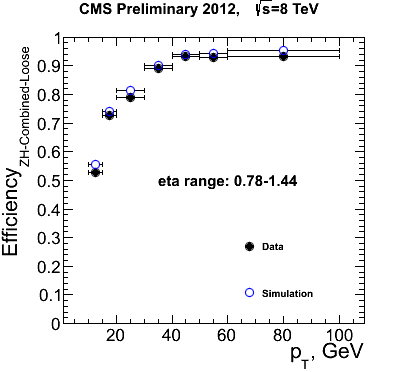 CMS Preliminary 2012, √s=8 TeV
Efficiency ZH-Combined-Loose
1
0.9
0.8
0.7
0.6
0.5
0.4
0.3
0.2
0.1
0
eta range: 0.78-1.44
Data
Simulation
20 40 60 80 100
p_T, GeV